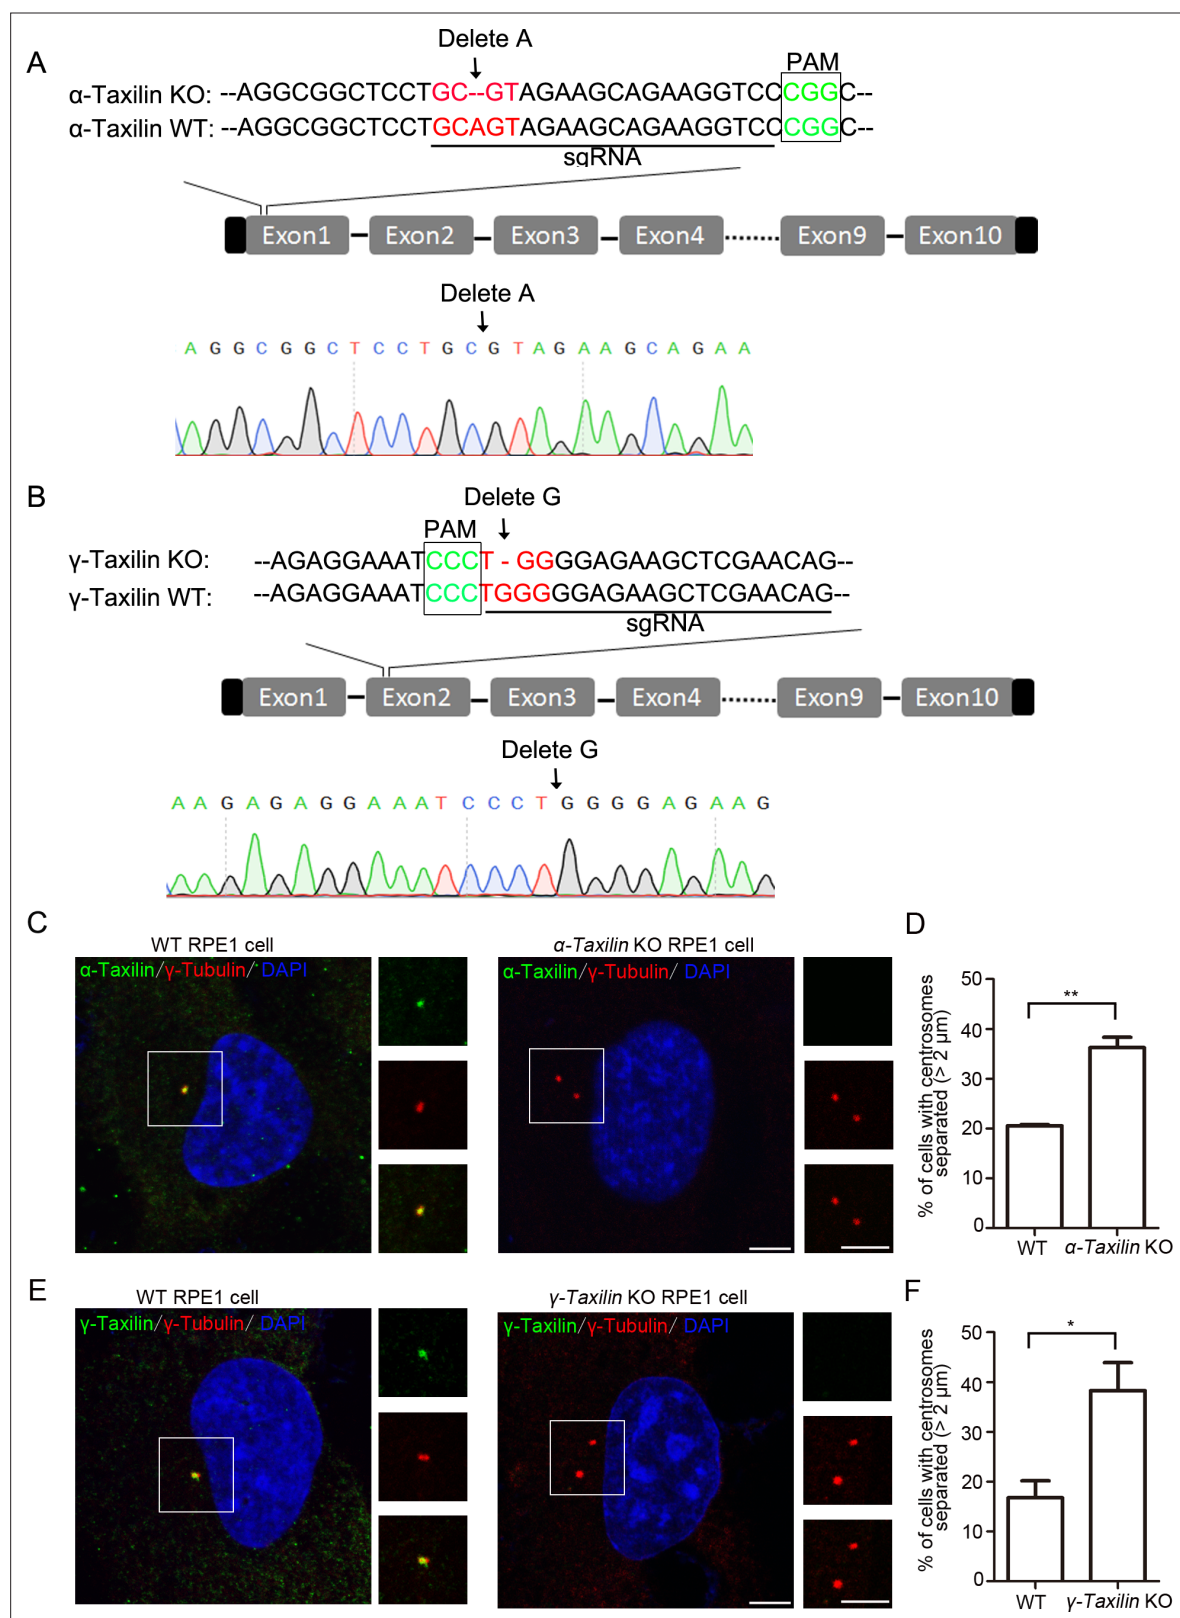 A
Delete A
PAM
α-Taxilin KO: --AGGCGGCTCCTGC--GTAGAAGCAGAAGGTCCCGGC--
α-Taxilin WT: --AGGCGGCTCCTGCAGTAGAAGCAGAAGGTCCCGGC--
sgRNA
Exon1 Exon2 Exon3 Exon4 Exon9 Exon10
Delete A
A G G C G G C T C C T G C G T A G A A G C A G A A
B
Delete G
PAM
γ-Taxilin KO: --AGAGGAAATCCCT - GGGGAGAAGCTCGAACAG--
γ-Taxilin WT: --AGAGGAAATCCCTGGGGGAGAAGCTCGAACAG--
sgRNA
Exon1 Exon2 Exon3 Exon4 Exon9 Exon10
Delete G
A A G A G A G G A A A T C C C T G G G G A G A A G
C
WT RPE1 cell
α-Taxilin/γ-Tubulin/ DAPI
α-Taxilin KO RPE1 cell
α-Taxilin/γ-Tubulin/ DAPI
D
% of cells with centrosomes
separated (> 2 μm)
50
40
30
20
10
0
**
WT α-Taxilin KO
E
WT RPE1 cell
γ-Taxilin/γ-Tubulin/ DAPI
γ-Taxilin KO RPE1 cell
γ-Taxilin/γ-Tubulin/ DAPI
F
% of cells with centrosomes
separated (> 2 μm)
50
40
30
20
10
0
*
WT γ-Taxilin KO